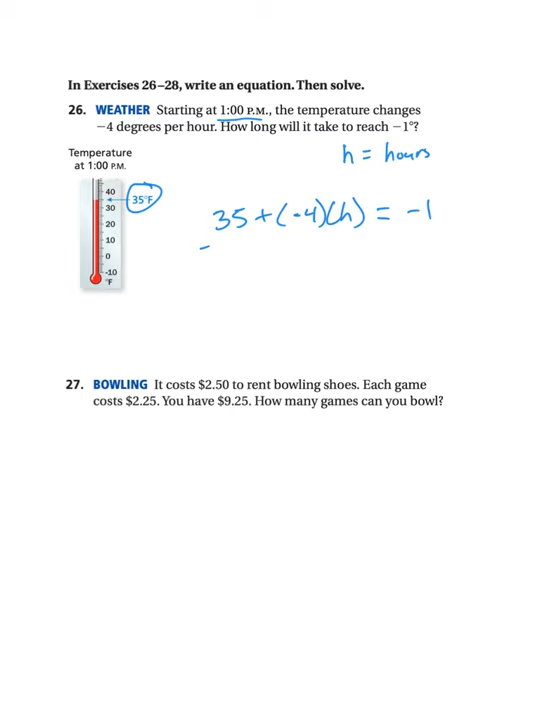 In Exercises 26–28, write an equation. Then solve.
26. WEATHER Starting at 1:00 P.M., the temperature changes
−4 degrees per hour. How long will it take to reach −1°?
h = hours
Temperature
at 1:00 P.M.
40
35°F
30
20
10
0
-10
°F
35 + (-4)(h) = -1
-
27. BOWLING It costs $2.50 to rent bowling shoes. Each game
costs $2.25. You have $9.25. How many games can you bowl?